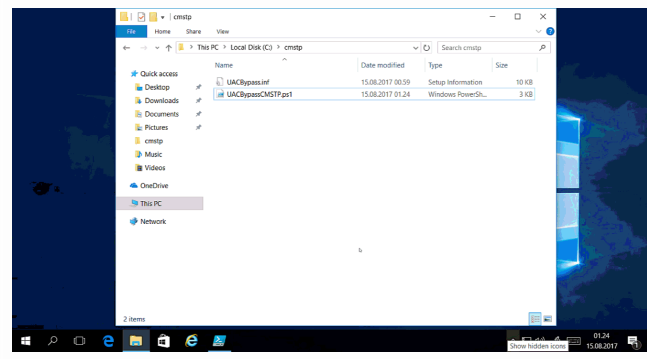 cmstp
File Home Share View
This PC > Local Disk (C:) > cmstp
Search cmstp
Name Date modified Type Size
Quick access
Desktop
Downloads
Documents
Pictures
cmstp
Music
Videos
OneDrive
This PC
Network
UACBypass.inf 15.08.2017 00.59 Setup Information 10 KB
UACBypassCMSTP.ps1 15.08.2017 01.24 Windows PowerSh... 3 KB
2 items
Show hidden icons
01.24
15.08.2017